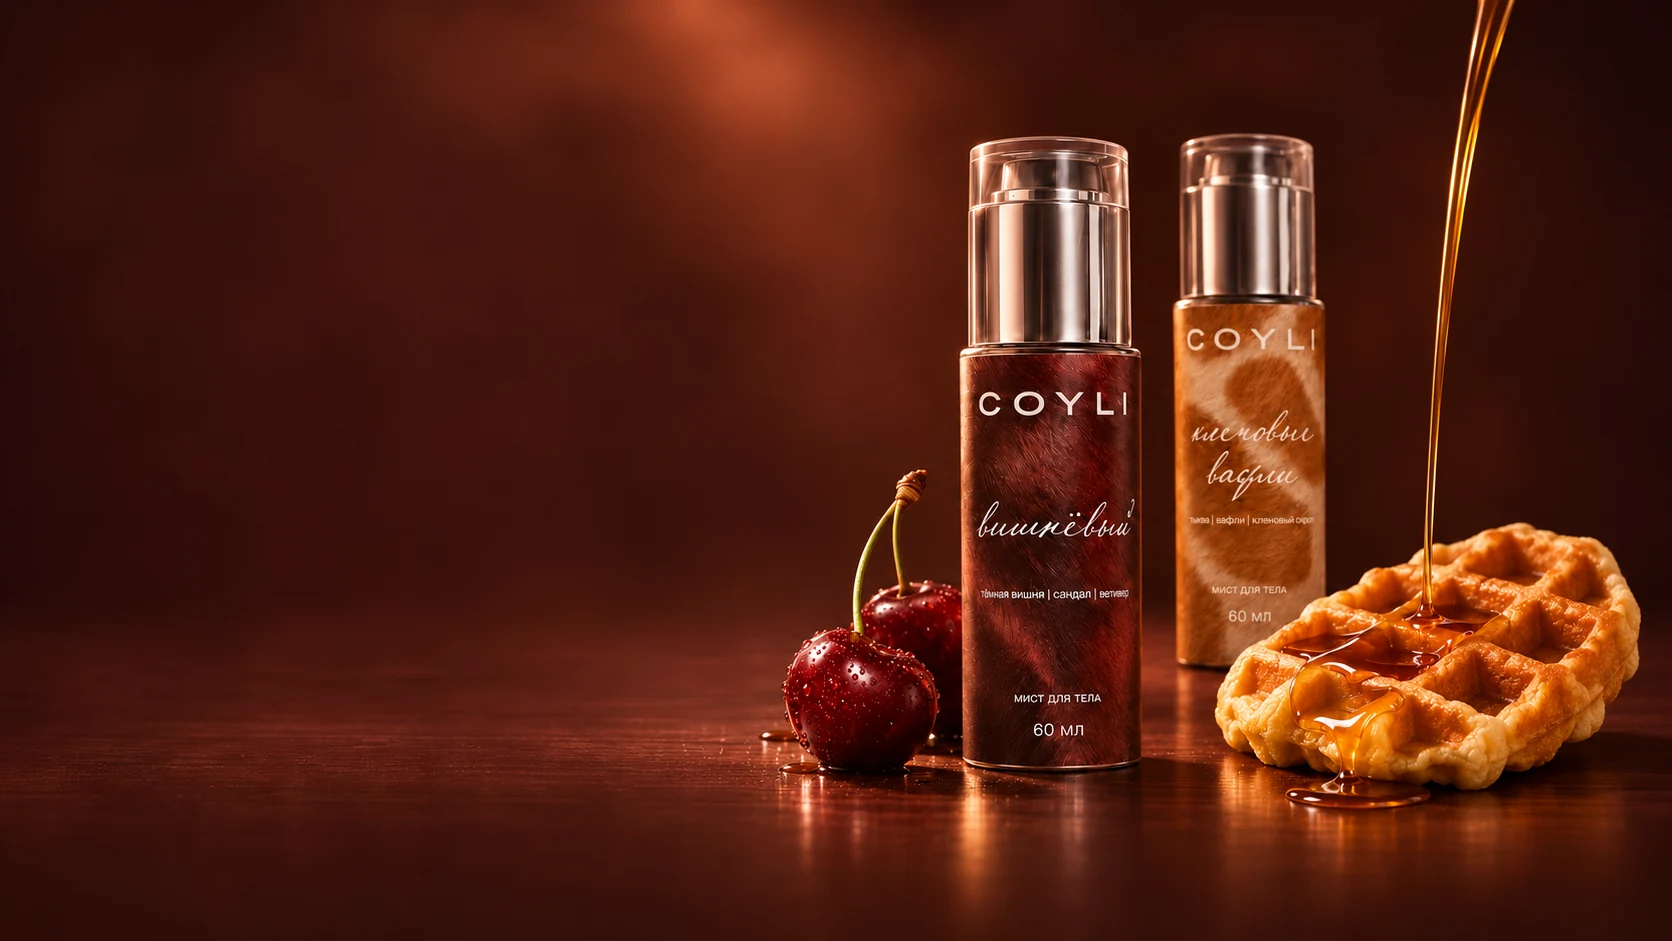 COYLI
вишнёвый
тёмная вишня | сандал | ветивер
МИСТ ДЛЯ ТЕЛА
60 МЛ
COYLI
кленовые
вафли
тыква | вафли | кленовый сироп
МИСТ ДЛЯ ТЕЛА
60 МЛ